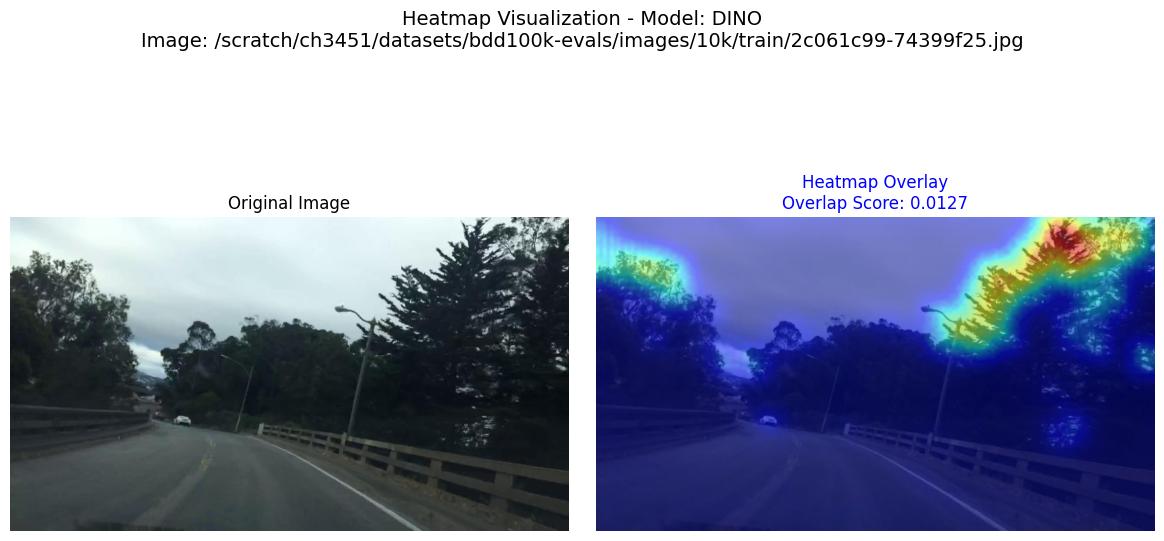 Heatmap Visualization - Model: DINO
Image: /scratch/ch3451/datasets/bdd100k-evals/images/10k/train/2c061c99-74399f25.jpg
Original Image
Heatmap Overlay
Overlap Score: 0.0127